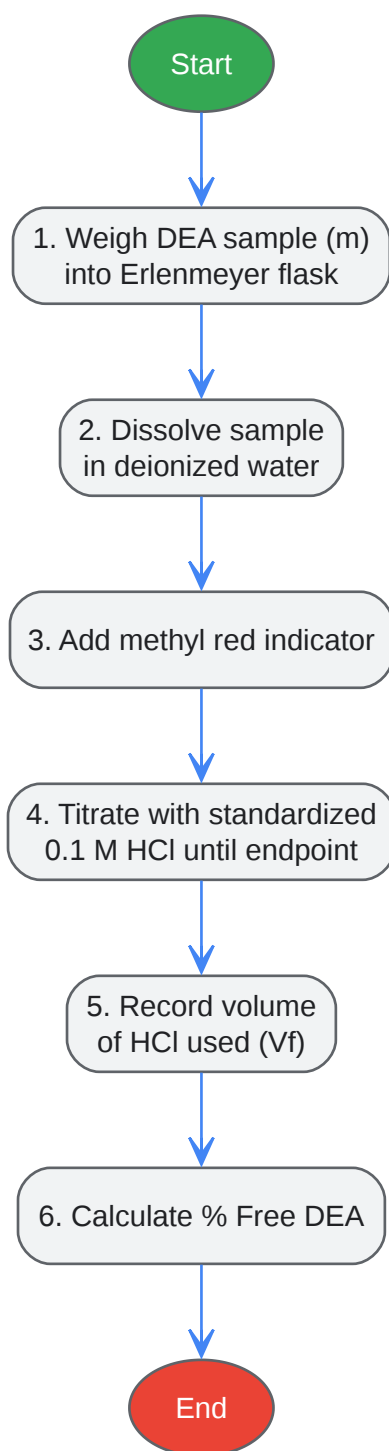 Start
1. Weigh DEA sample (m)
into Erlenmeyer flask
2. Dissolve sample
in deionized water
3. Add methyl red indicator
4. Titrate with standardized
0.1 M HCl until endpoint
5. Record volume
of HCl used (Vf)
6. Calculate % Free DEA
End